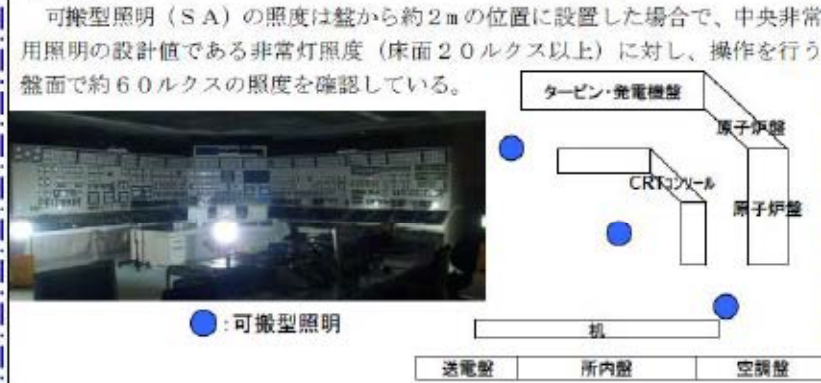 可搬型照明（ＳＡ）の照度は盤から約２ｍの位置に設置した場合で、中央非常
用照明の設計値である非常灯照度（床面２０ルクス以上）に対し、操作を行う
盤面で約６０ルクスの照度を確認している。
タービン・発電機盤
原子炉盤
CRTコンソール
原子炉盤
：可搬型照明
机
送電盤 所内盤 空調盤